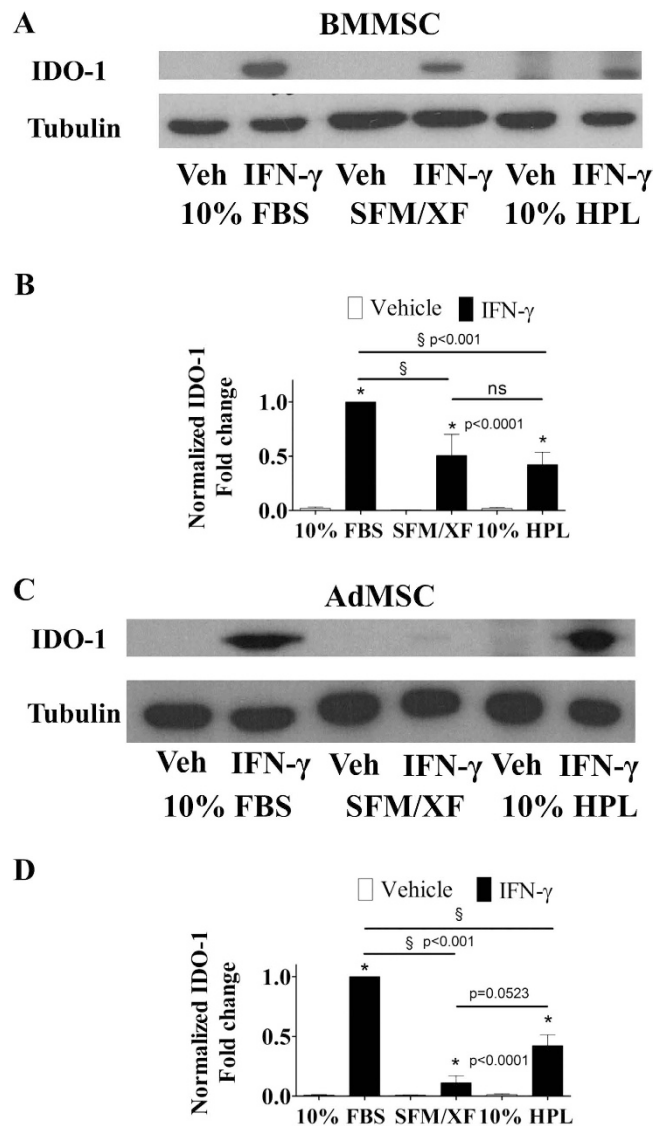 A
BMMSC
IDO-1
Tubulin
Veh IFN-γ Veh IFN-γ Veh IFN-γ
10% FBS SFM/XF 10% HPL
B
Vehicle IFN-γ
§ p<0.001
§
ns
* * p<0.0001 *
Normalized IDO-1
Fold change
1.0
0.5
0.0
10% FBS SFM/XF 10% HPL
C
AdMSC
IDO-1
Tubulin
Veh IFN-γ Veh IFN-γ Veh IFN-γ
10% FBS SFM/XF 10% HPL
D
Vehicle IFN-γ
§
§ p<0.001
p=0.0523
* * p<0.0001 *
Normalized IDO-1
Fold change
1.0
0.5
0.0
10% FBS SFM/XF 10% HPL